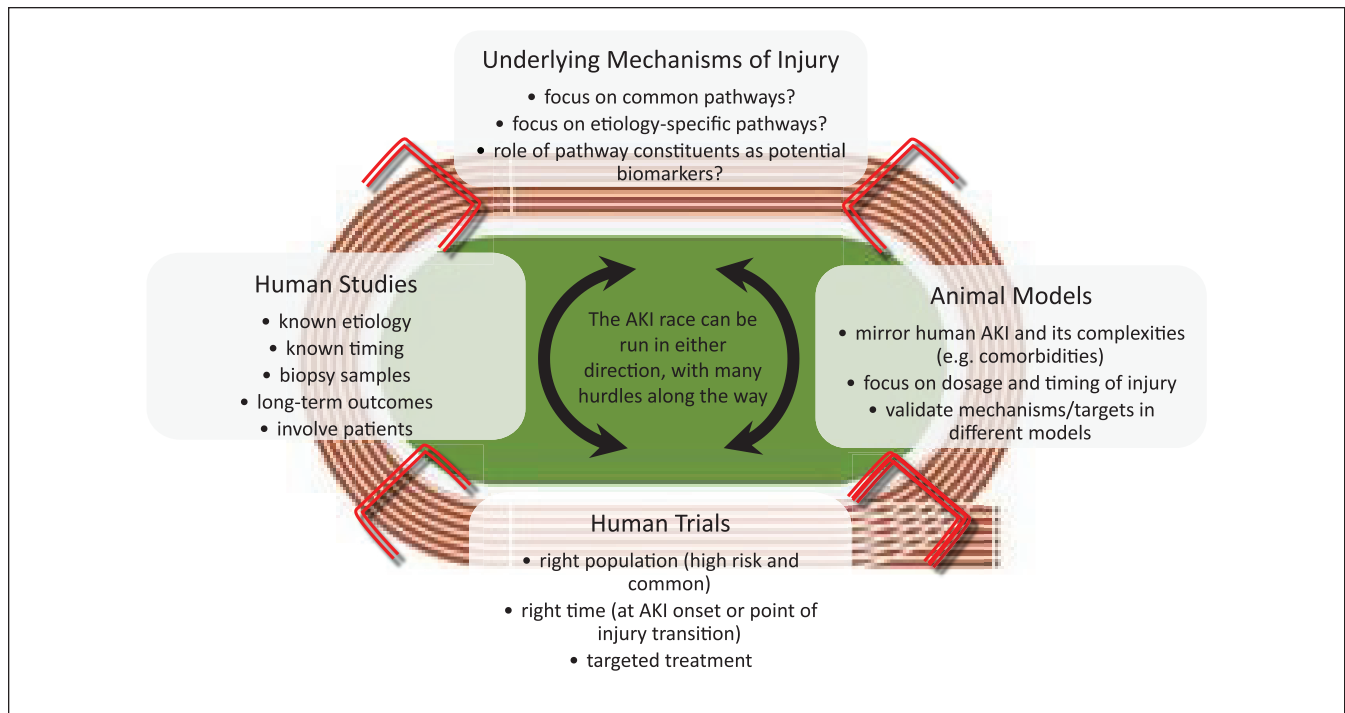 Underlying Mechanisms of Injury
• focus on common pathways?
• focus on etiology-specific pathways?
• role of pathway constituents as potential
biomarkers?
Human Studies
• known etiology
• known timing
• biopsy samples
• long-term outcomes
• involve patients
The AKI race can be
run in either
direction, with many
hurdles along the way
Animal Models
• mirror human AKI and its complexities
(e.g. comorbidities)
• focus on dosage and timing of injury
• validate mechanisms/targets in
different models
Human Trials
• right population (high risk and
common)
• right time (at AKI onset or point of
injury transition)
• targeted treatment